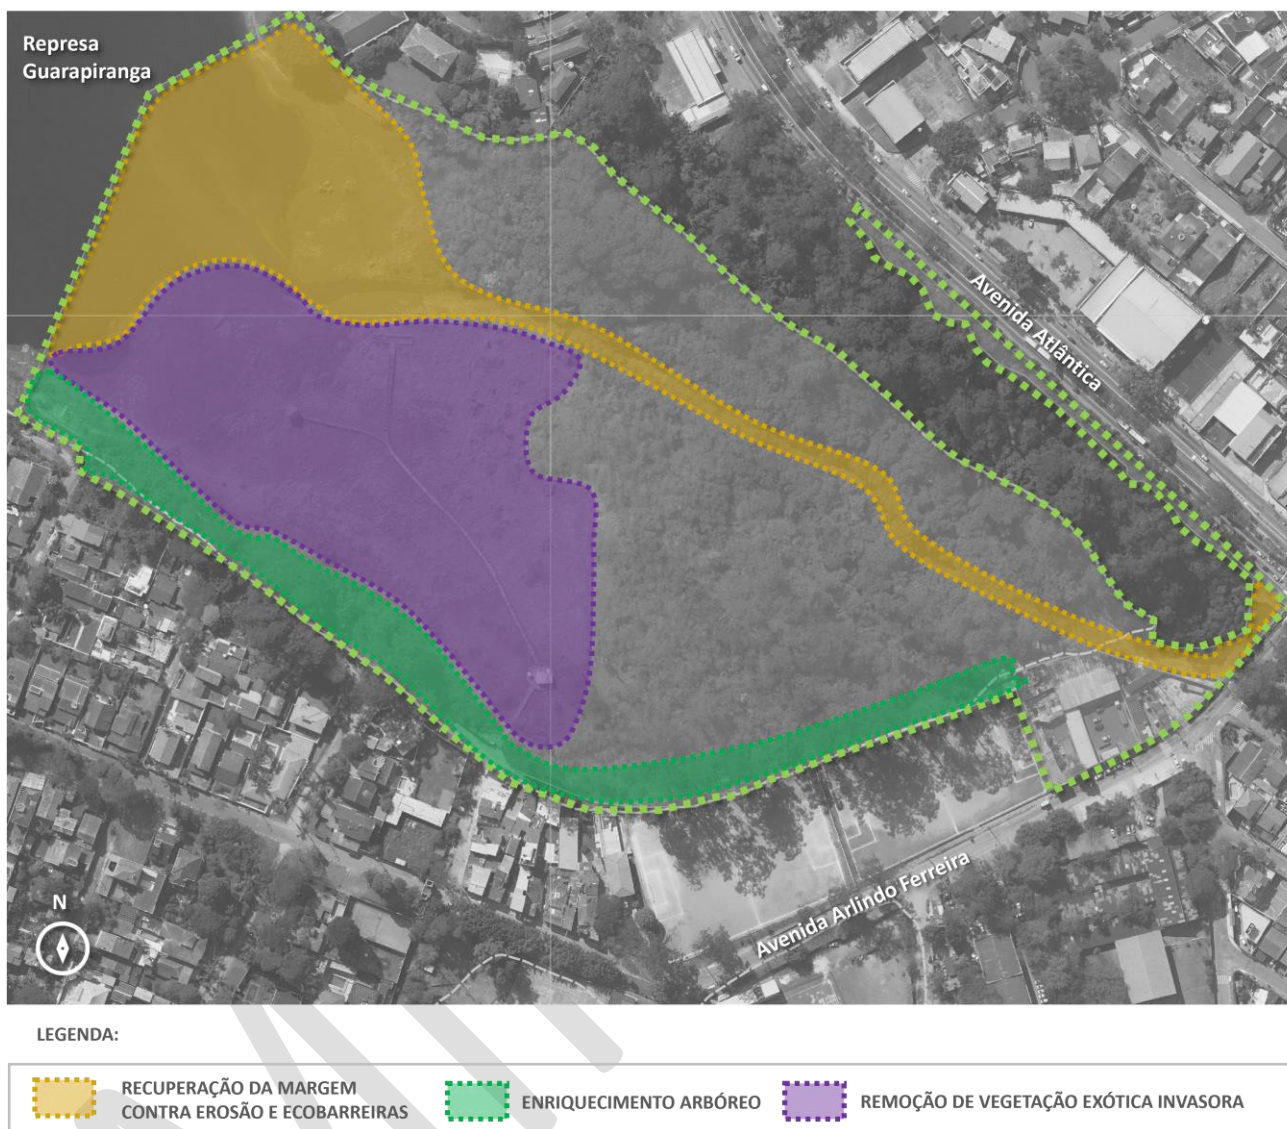 Represa
Guarapiranga
Avenida Atlântica
Avenida Arlindo Ferreira
N
LEGENDA:
RECUPERAÇÃO DA MARGEM
CONTRA EROSÃO E ECOBARREIRAS
ENRIQUECIMENTO ARBÓREO
REMOÇÃO DE VEGETAÇÃO EXÓTICA INVASORA